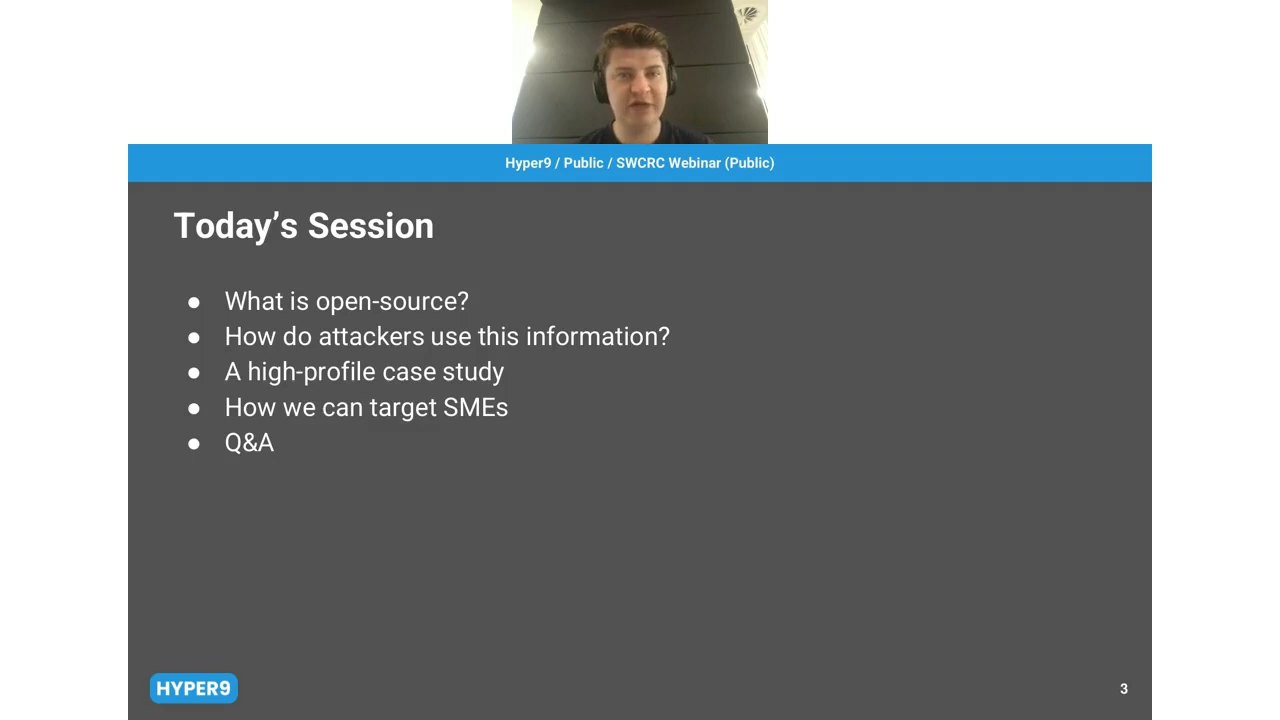 Hyper9 / Public / SWCRC Webinar (Public)
Today’s Session
● What is open-source?
● How do attackers use this information?
● A high-profile case study
● How we can target SMEs
● Q&A
HYPER9
3